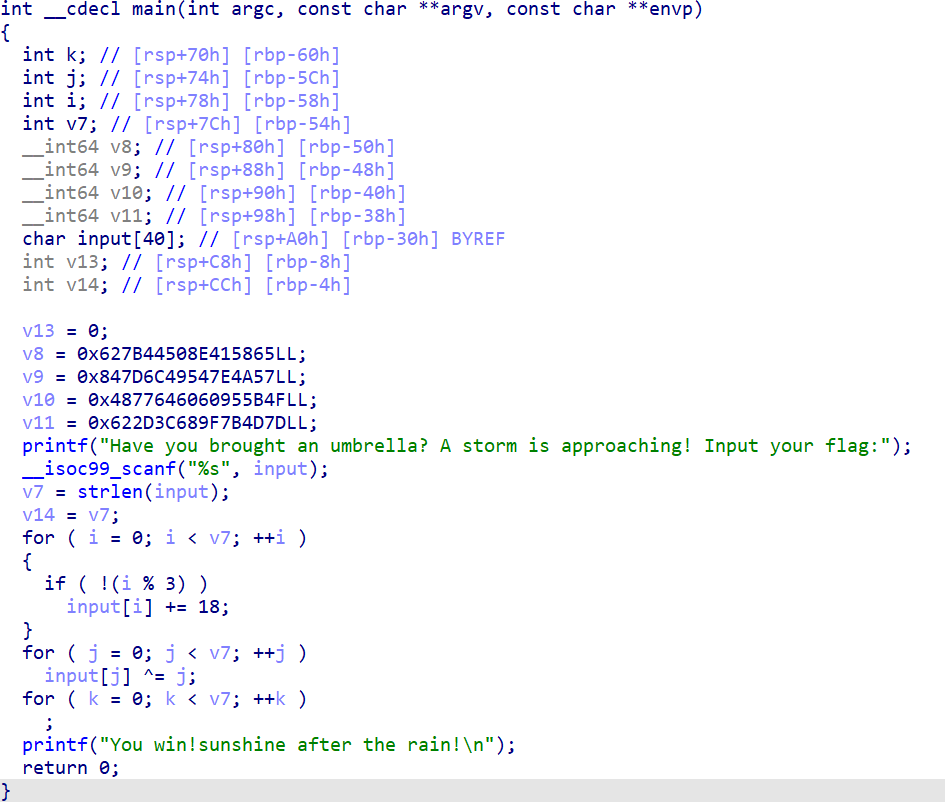 int __cdecl main(int argc, const char **argv, const char **envp)
{
  int k; // [rsp+70h] [rbp-60h]
  int j; // [rsp+74h] [rbp-5Ch]
  int i; // [rsp+78h] [rbp-58h]
  int v7; // [rsp+7Ch] [rbp-54h]
  __int64 v8; // [rsp+80h] [rbp-50h]
  __int64 v9; // [rsp+88h] [rbp-48h]
  __int64 v10; // [rsp+90h] [rbp-40h]
  __int64 v11; // [rsp+98h] [rbp-38h]
  char input[40]; // [rsp+A0h] [rbp-30h] BYREF
  int v13; // [rsp+C8h] [rbp-8h]
  int v14; // [rsp+CCh] [rbp-4h]

  v13 = 0;
  v8 = 0x627B44508E415865LL;
  v9 = 0x847D6C49547E4A57LL;
  v10 = 0x4877646060955B4FLL;
  v11 = 0x622D3C689F7B4D7DLL;
  printf("Have you brought an umbrella? A storm is approaching! Input your flag:");
  __isoc99_scanf("%s", input);
  v7 = strlen(input);
  v14 = v7;
  for ( i = 0; i < v7; ++i )
  {
    if ( !(i % 3) )
      input[i] += 18;
  }
  for ( j = 0; j < v7; ++j )
    input[j] ^= j;
  for ( k = 0; k < v7; ++k )
    ;
  printf("You win!sunshine after the rain!\n");
  return 0;
}